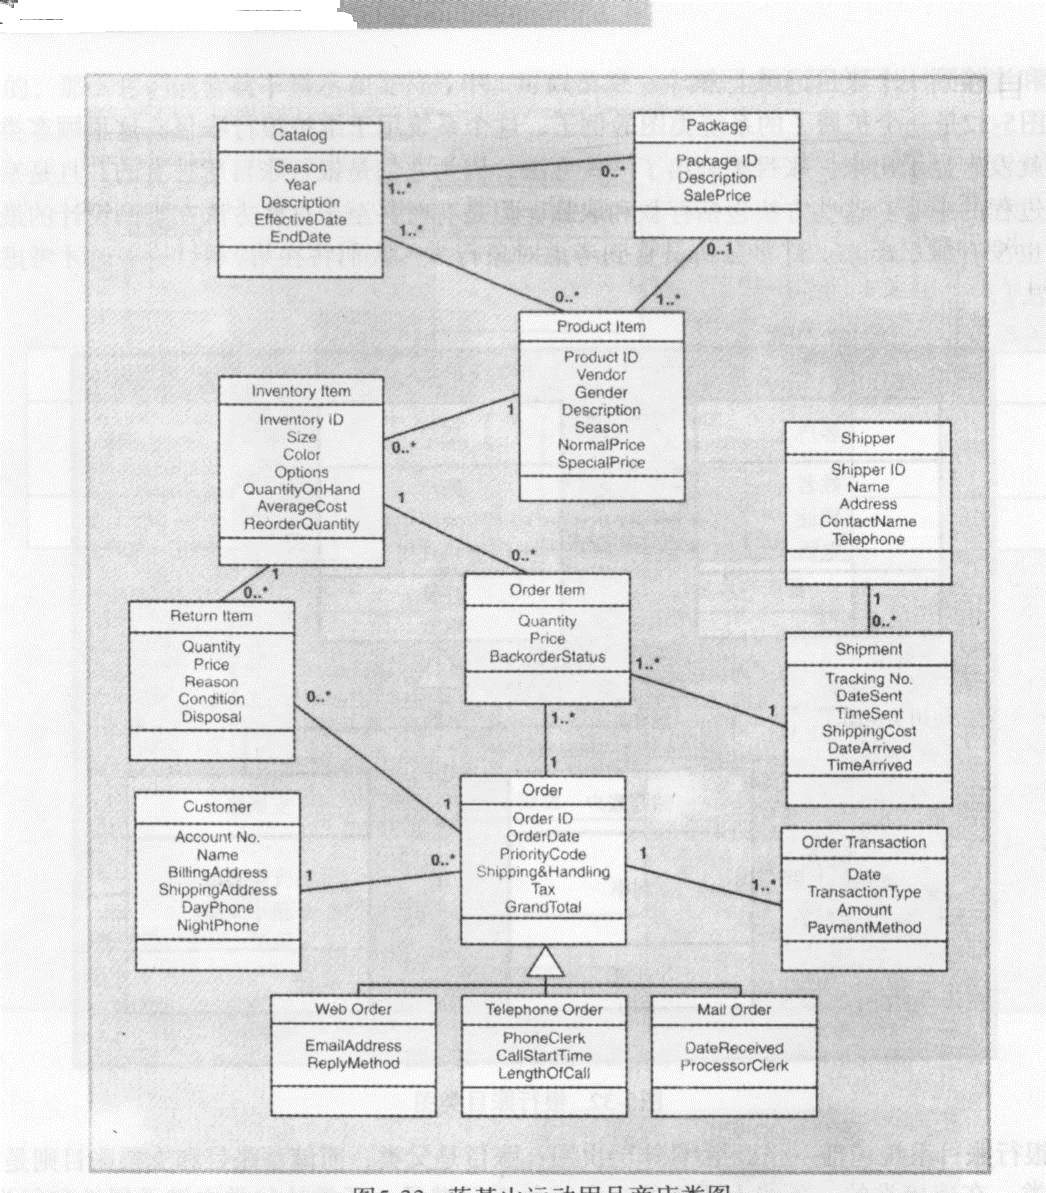 Catalog
Season
Year
Description
EffectiveDate
EndDate
1..*
0..*
1..*
Package
Package ID
Description
SalePrice
0..1
0..*
1..*
Product Item
Product ID
Vendor
Gender
Description
Season
NormalPrice
SpecialPrice
1
0..*
Inventory Item
Inventory ID
Size
Color
Options
QuantityOnHand
AverageCost
ReorderQuantity
1
0..*
1
0..*
Shipper
Shipper ID
Name
Address
ContactName
Telephone
1
0..*
Return Item
Quantity
Price
Reason
Condition
Disposal
0..*
1
Order Item
Quantity
Price
BackorderStatus
1..*
1
1..*
1
Shipment
Tracking No.
DateSent
TimeSent
ShippingCost
DateArrived
TimeArrived
Customer
Account No.
Name
BillingAddress
ShippingAddress
DayPhone
NightPhone
1
0..*
Order
Order ID
OrderDate
PriorityCode
Shipping&Handling
Tax
GrandTotal
1
1..*
Order Transaction
Date
TransactionType
Amount
PaymentMethod
Web Order
EmailAddress
ReplyMethod
Telephone Order
PhoneClerk
CallStartTime
LengthOfCall
Mail Order
DateReceived
ProcessorClerk